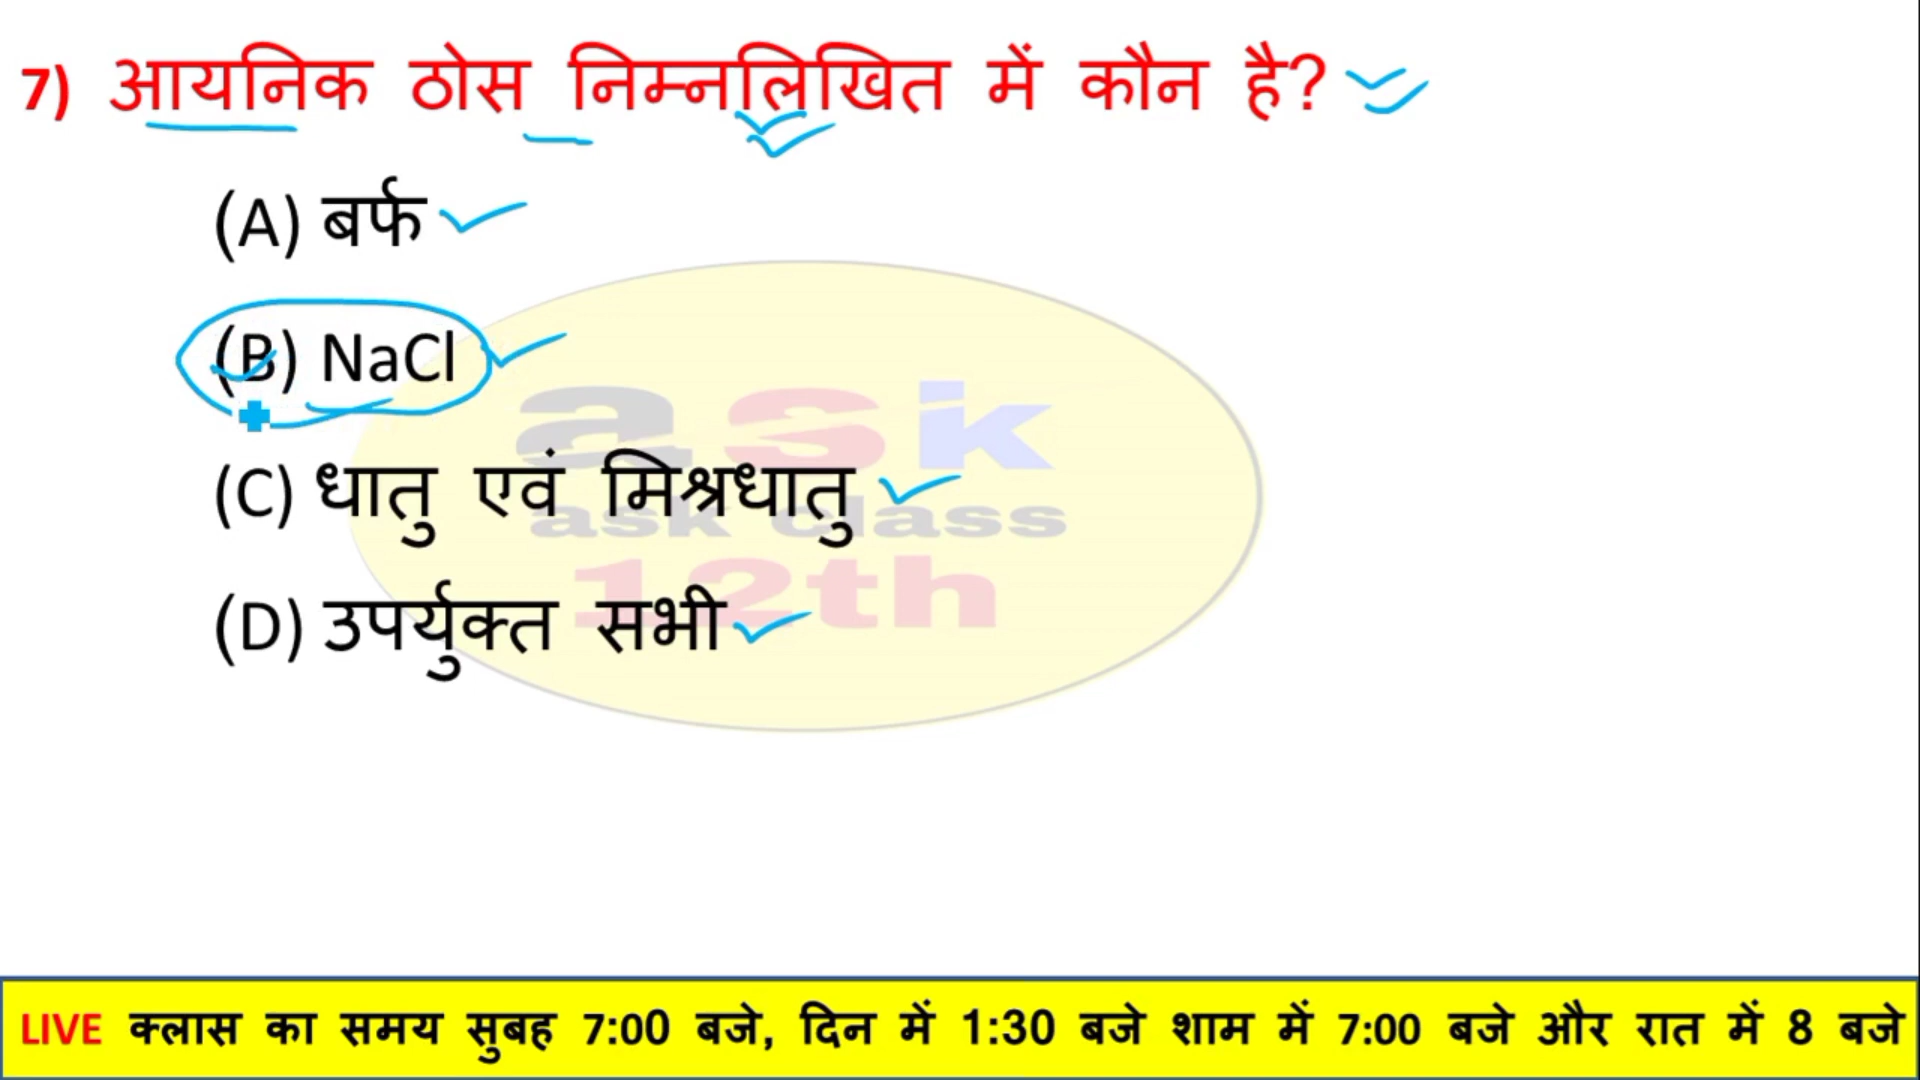 7) आयनिक ठोस निम्नलिखित में कौन है?
(A) बर्फ
(B) NaCl
(C) धातु एवं मिश्रधातु
(D) उपर्युक्त सभी
ask
ask class
12th
LIVE क्लास का समय सुबह 7:00 बजे, दिन में 1:30 बजे शाम में 7:00 बजे और रात में 8 बजे